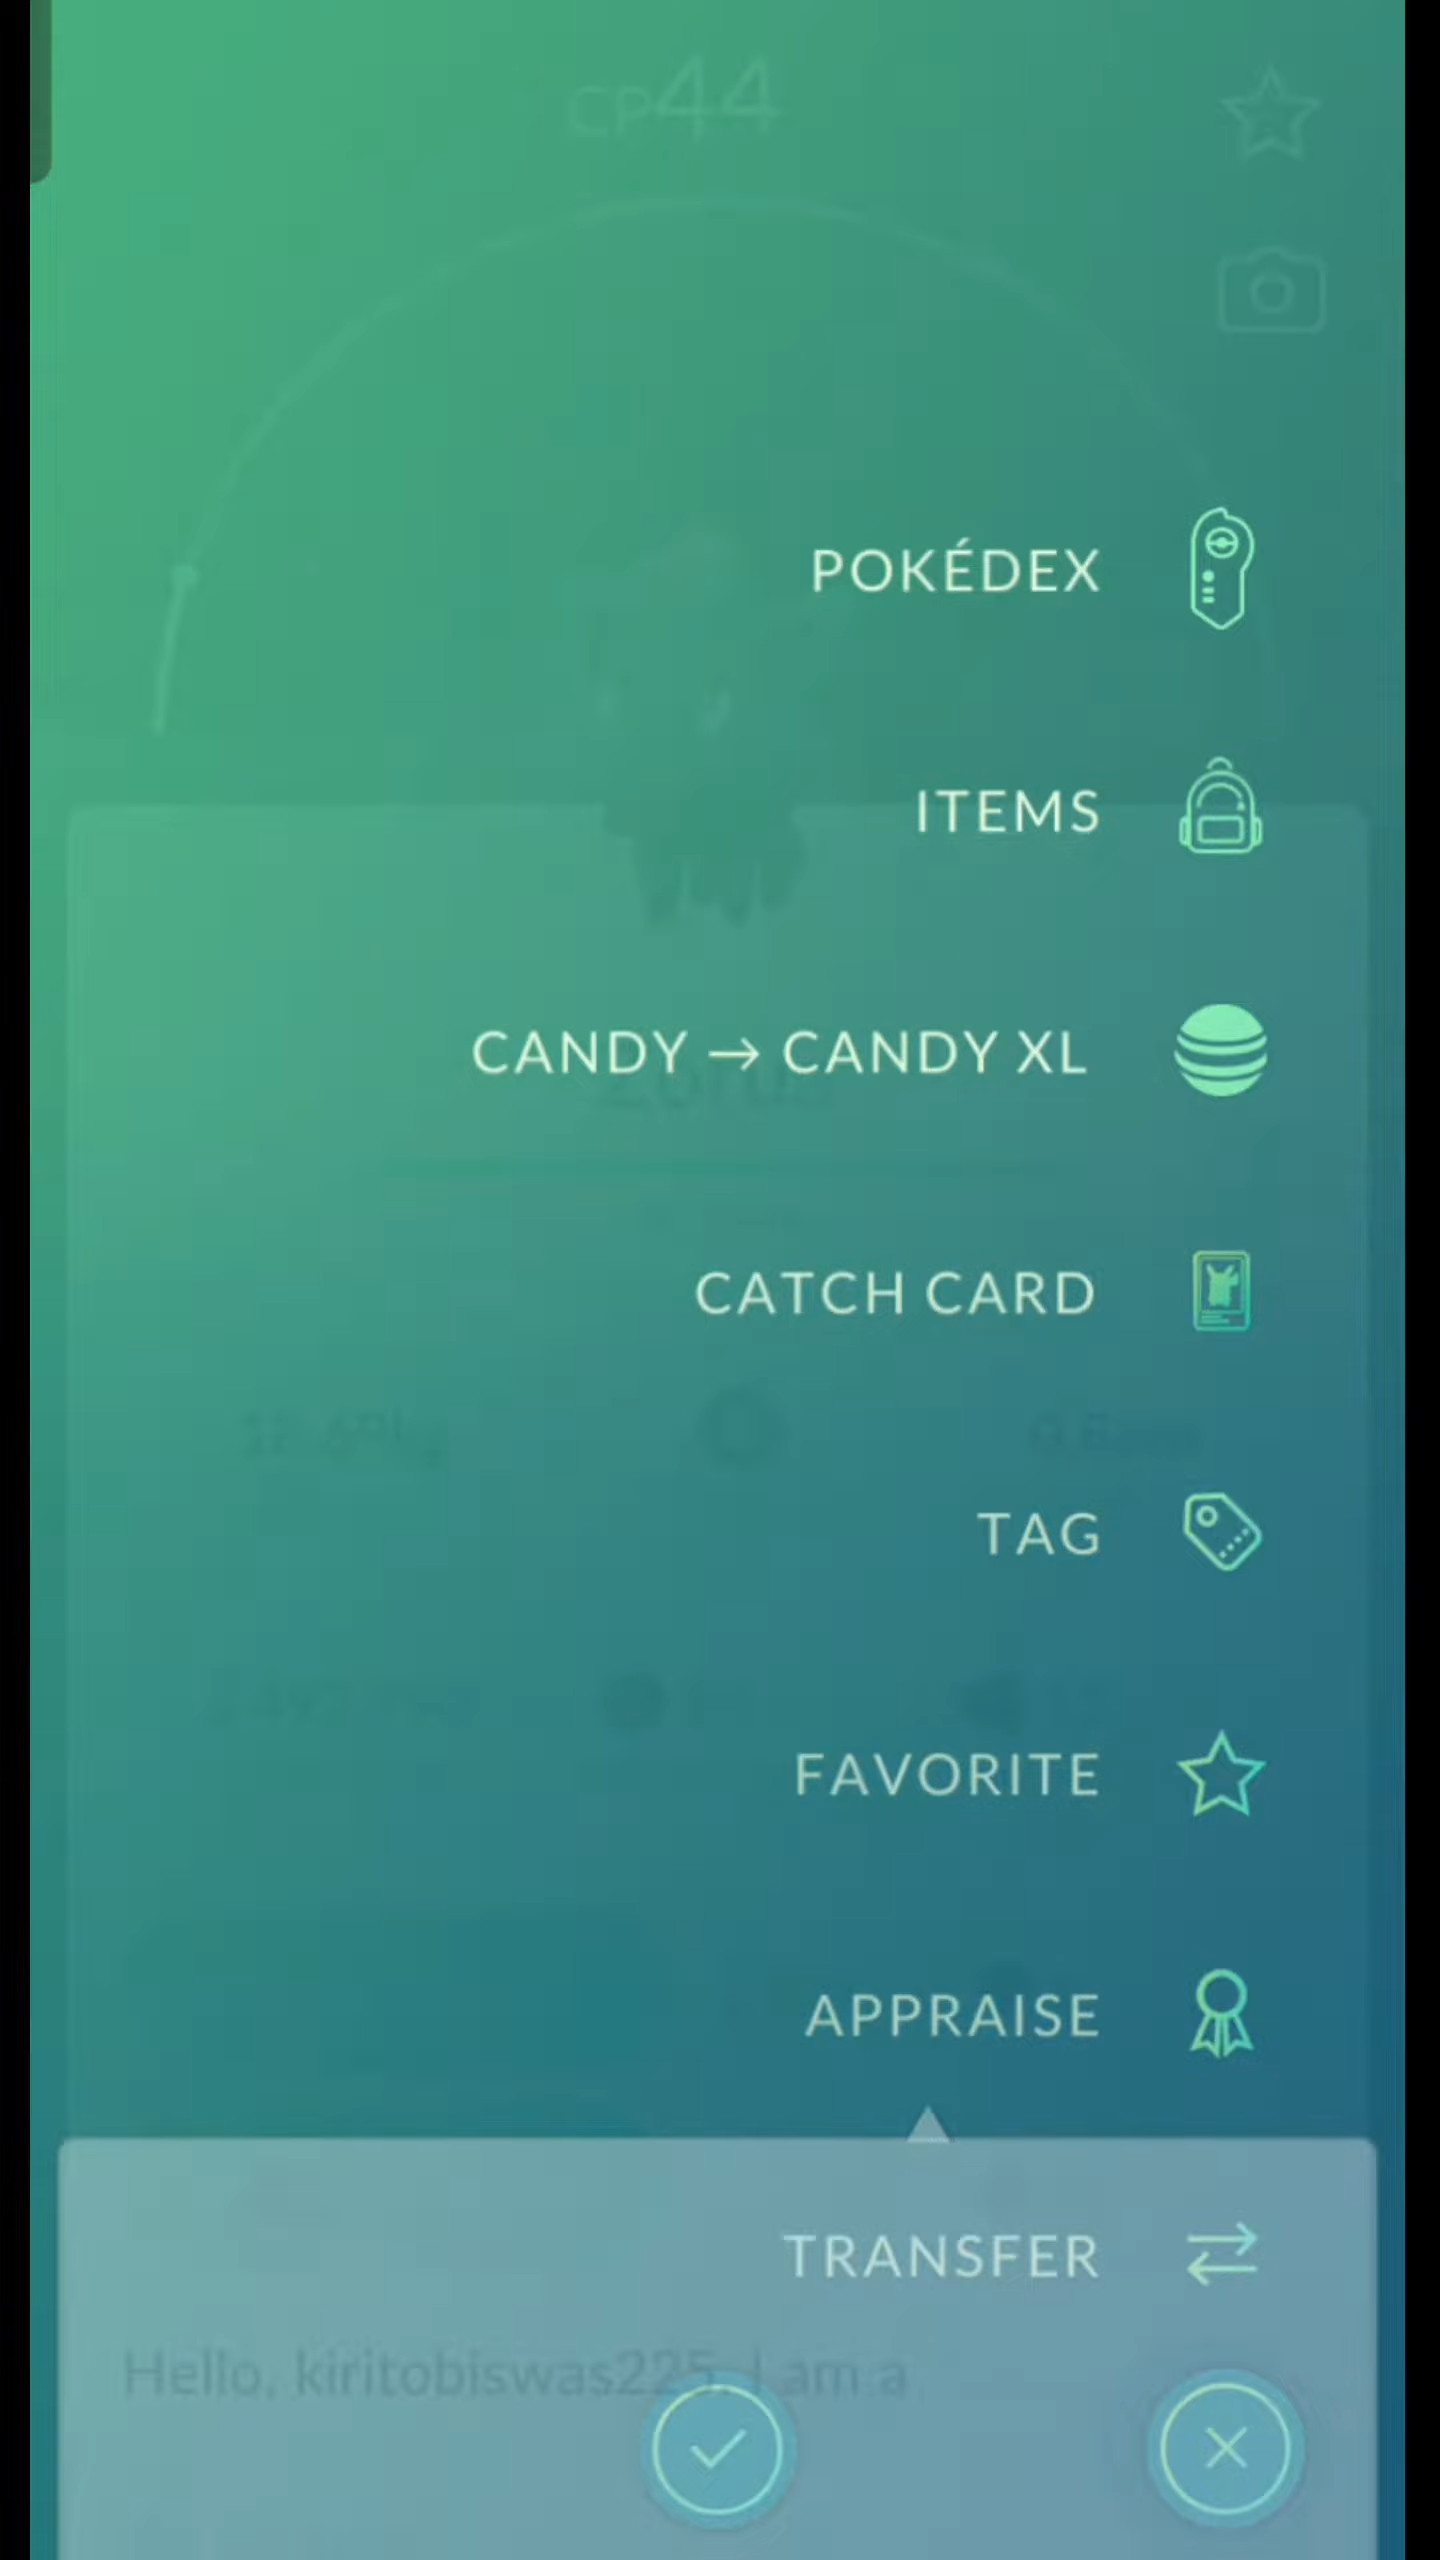 CP44
POKÉDEX
ITEMS
CANDY → CANDY XL
CATCH CARD
TAG
FAVORITE
APPRAISE
TRANSFER
Hello, kiritobiswas225. I am a